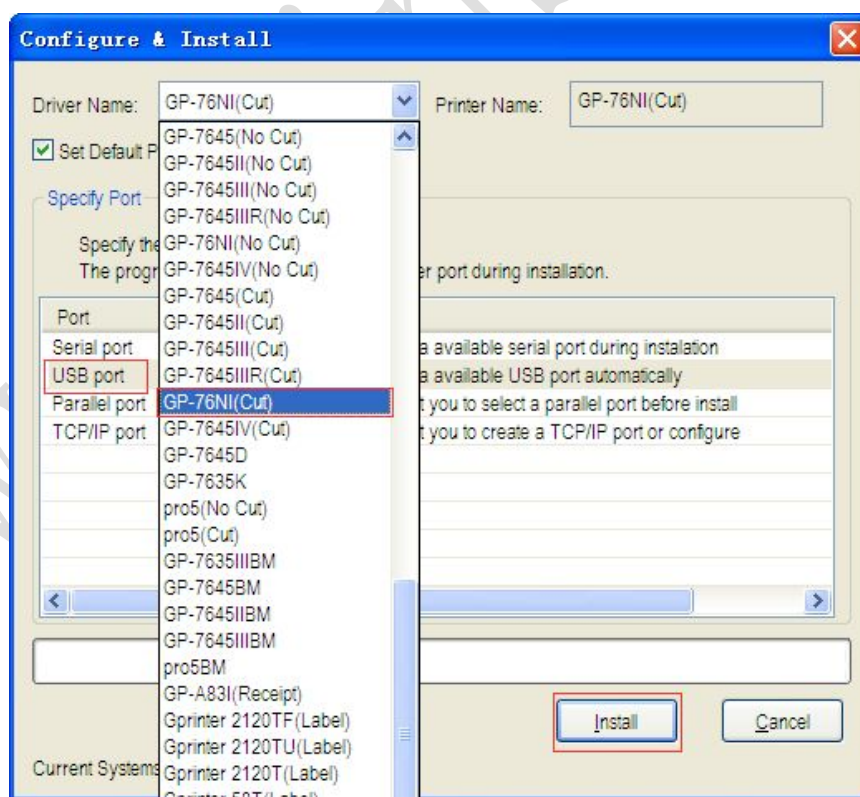 Configure & Install
Driver Name: GP-76NI(Cut) Printer Name: GP-76NI(Cut)
Set Default P
Specify Port
Specify the
The progr er port during installation.
GP-7645(No Cut)
GP-7645II(No Cut)
GP-7645III(No Cut)
GP-7645IIIR(No Cut)
GP-76NI(No Cut)
GP-7645IV(No Cut)
GP-7645(Cut)
GP-7645II(Cut)
GP-7645III(Cut)
GP-7645IIIR(Cut)
GP-76NI(Cut)
GP-7645IV(Cut)
GP-7645D
GP-7635K
pro5(No Cut)
pro5(Cut)
GP-7635IIIBM
GP-7645BM
GP-7645IIBM
GP-7645IIIBM
pro5BM
GP-A83I(Receipt)
Gprinter 2120TF(Label)
Gprinter 2120TU(Label)
Gprinter 2120T(Label)
Port
Serial port a available serial port during instalation
USB port a available USB port automatically
Parallel port t you to select a parallel port before install
TCP/IP port t you to create a TCP/IP port or configure
Install Cancel
Current Systems